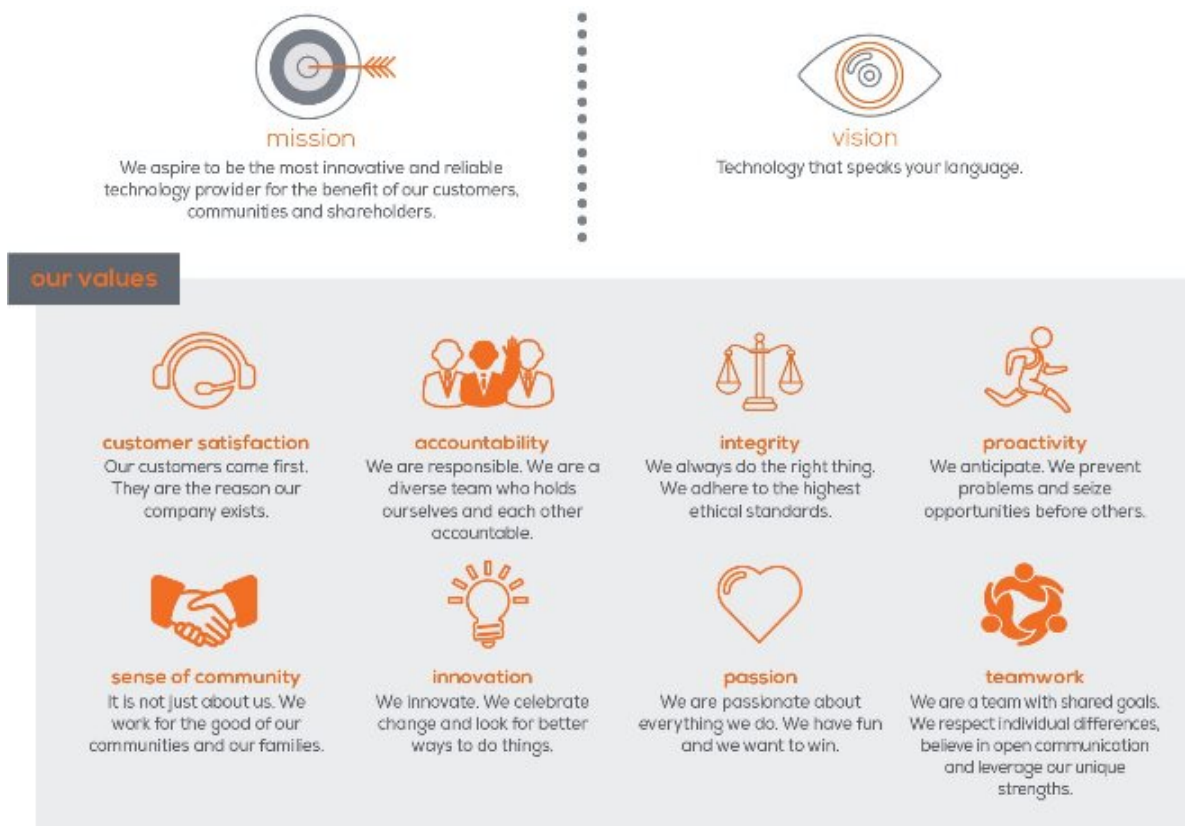 mission
We aspire to be the most innovative and reliable
technology provider for the benefit of our customers,
communities and shareholders.
vision
Technology that speaks your language.
our values
customer satisfaction
Our customers come first.
They are the reason our
company exists.
accountability
We are responsible. We are a
diverse team who holds
ourselves and each other
accountable.
integrity
We always do the right thing.
We adhere to the highest
ethical standards.
proactivity
We anticipate. We prevent
problems and seize
opportunities before others.
sense of community
It is not just about us. We
work for the good of our
communities and our families.
innovation
We innovate. We celebrate
change and look for better
ways to do things.
passion
We are passionate about
everything we do. We have fun
and we want to win.
teamwork
We are a team with shared goals.
We respect individual differences,
believe in open communication
and leverage our unique
strengths.